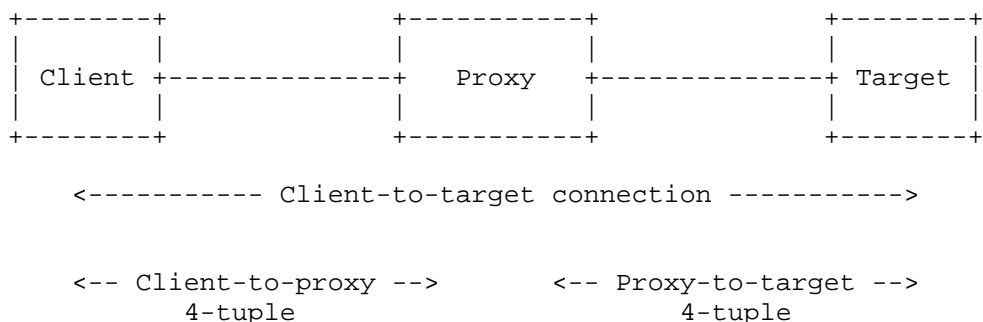 Client Proxy Target
<----------- Client-to-target connection ----------->
<-- Client-to-proxy --> <-- Proxy-to-target -->
4-tuple 4-tuple